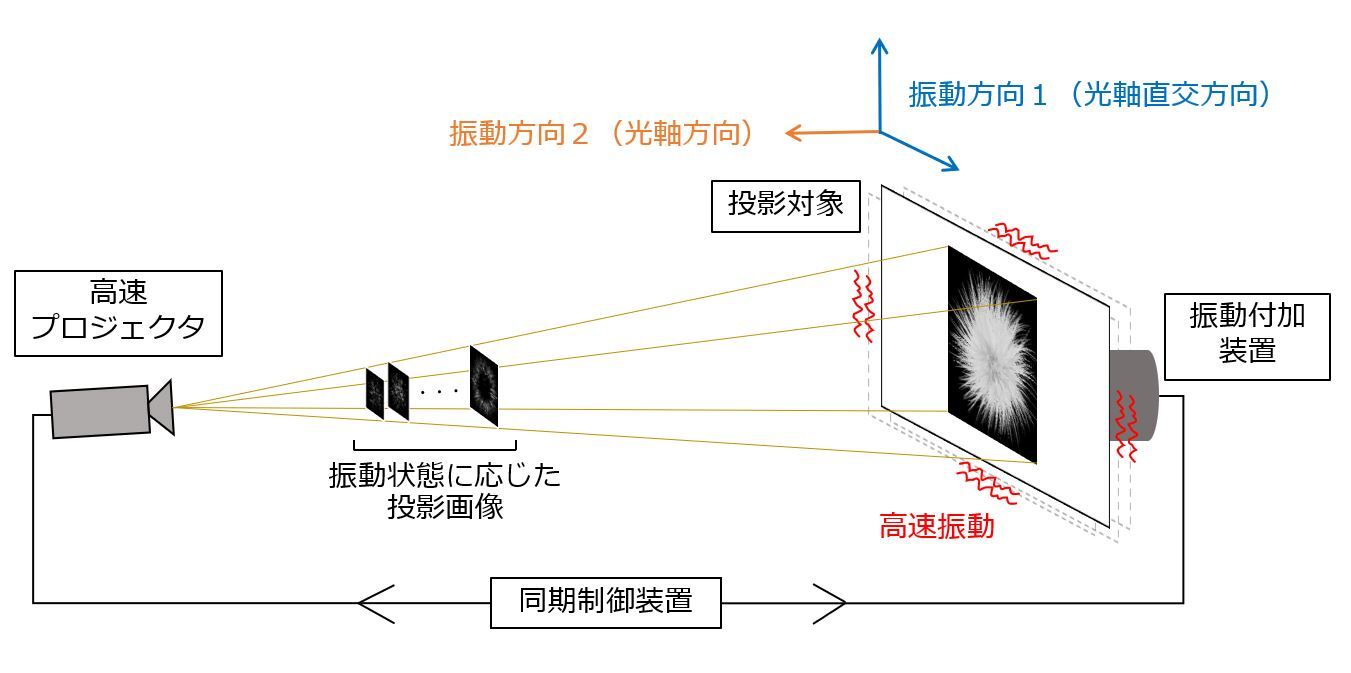 振動方向１（光軸直交方向）
振動方向２（光軸方向）
投影対象
高速
プロジェクタ
振動付加
装置
・・・
振動状態に応じた
投影画像
高速振動
同期制御装置